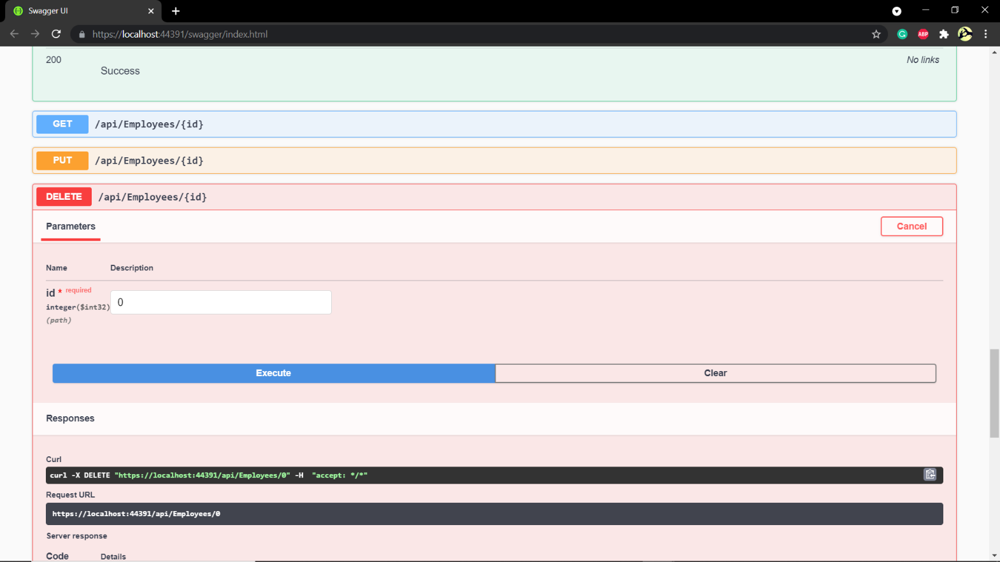 Swagger UI
https://localhost:44391/swagger/index.html
ABP
200
No links
Success
GET /api/Employees/{id}
PUT /api/Employees/{id}
DELETE /api/Employees/{id}
Parameters
Cancel
Name Description
id * required
0
integer($int32)
(path)
Execute Clear
Responses
Curl
curl -X DELETE "https://localhost:44391/api/Employees/0" -H  "accept: */*"
Request URL
https://localhost:44391/api/Employees/0
Server response
Code Details